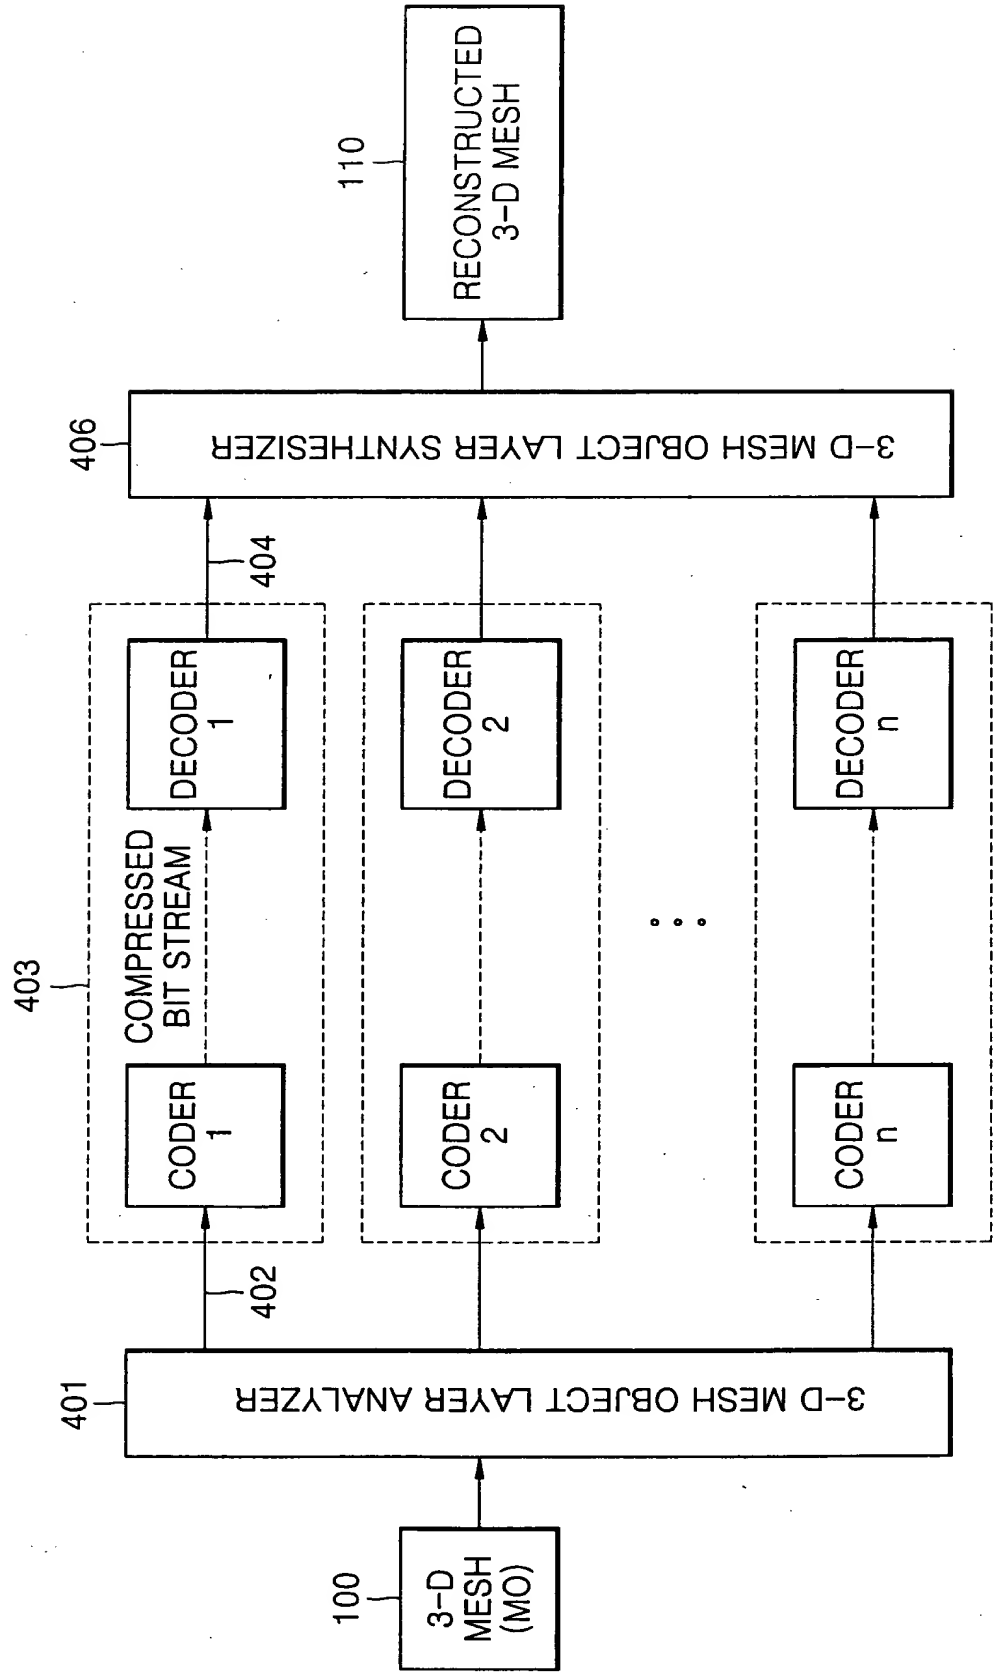 100
3-D
MESH
(MO)
401
3-D MESH OBJECT LAYER ANALYZER
402
403
CODER
1
COMPRESSED
BIT STREAM
DECODER
1
404
CODER
2
DECODER
2
CODER
n
DECODER
n
406
3-D MESH OBJECT LAYER SYNTHESIZER
110
RECONSTRUCTED
3-D MESH